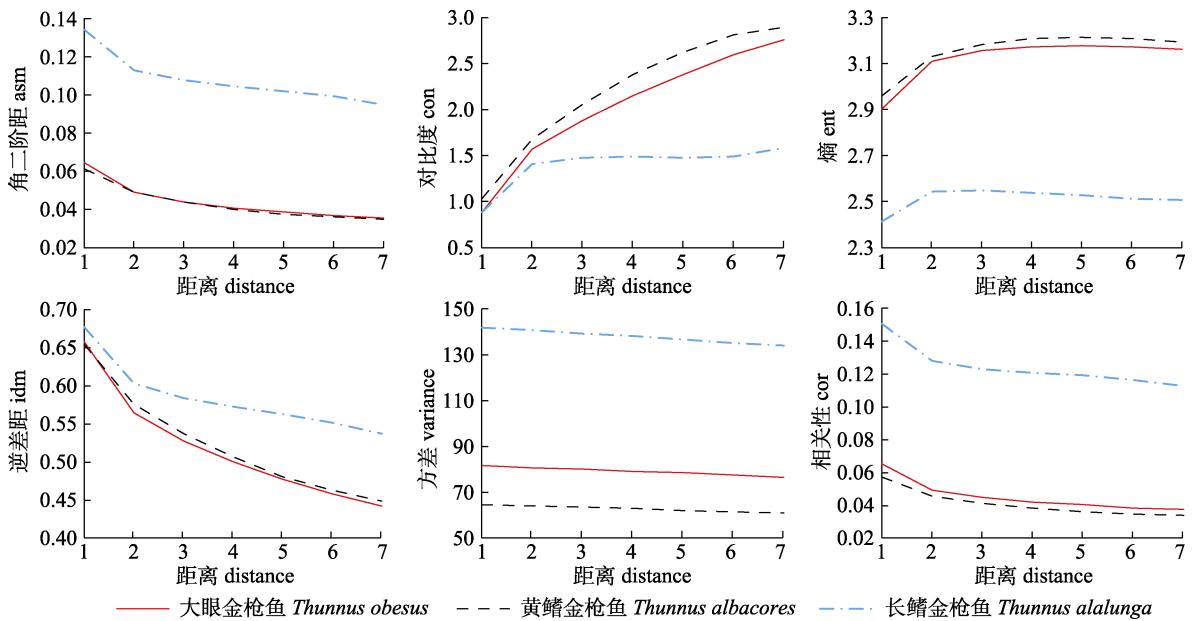 角二阶距 asm
0.14
0.12
0.10
0.08
0.06
0.04
0.02
1 2 3 4 5 6 7
距离 distance
对比度 con
3.0
2.5
2.0
1.5
1.0
0.5
1 2 3 4 5 6 7
距离 distance
熵 ent
3.3
3.1
2.9
2.7
2.5
2.3
1 2 3 4 5 6 7
距离 distance
逆差距 idm
0.70
0.65
0.60
0.55
0.50
0.45
0.40
1 2 3 4 5 6 7
距离 distance
方差 variance
150
130
110
90
70
50
1 2 3 4 5 6 7
距离 distance
相关性 cor
0.16
0.14
0.12
0.10
0.08
0.06
0.04
0.02
1 2 3 4 5 6 7
距离 distance
大眼金枪鱼 Thunnus obesus 黄鳍金枪鱼 Thunnus albacores 长鳍金枪鱼 Thunnus alalunga